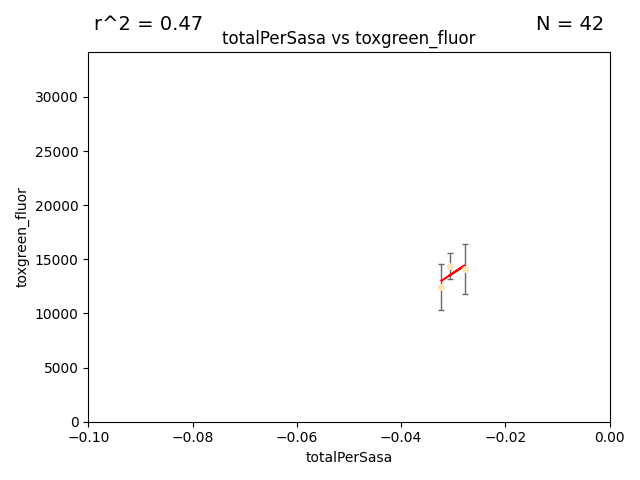 r^2 = 0.47
N = 42
totalPerSasa vs toxgreen_fluor
30000
25000
20000
15000
10000
5000
0
toxgreen_fluor
−0.10
−0.08
−0.06
−0.04
−0.02
0.00
totalPerSasa